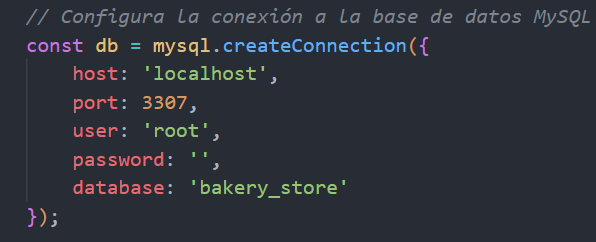 // Configura la conexión a la base de datos MySQL
const db = mysql.createConnection({
    host: 'localhost',
    port: 3307,
    user: 'root',
    password: '',
    database: 'bakery_store'
});